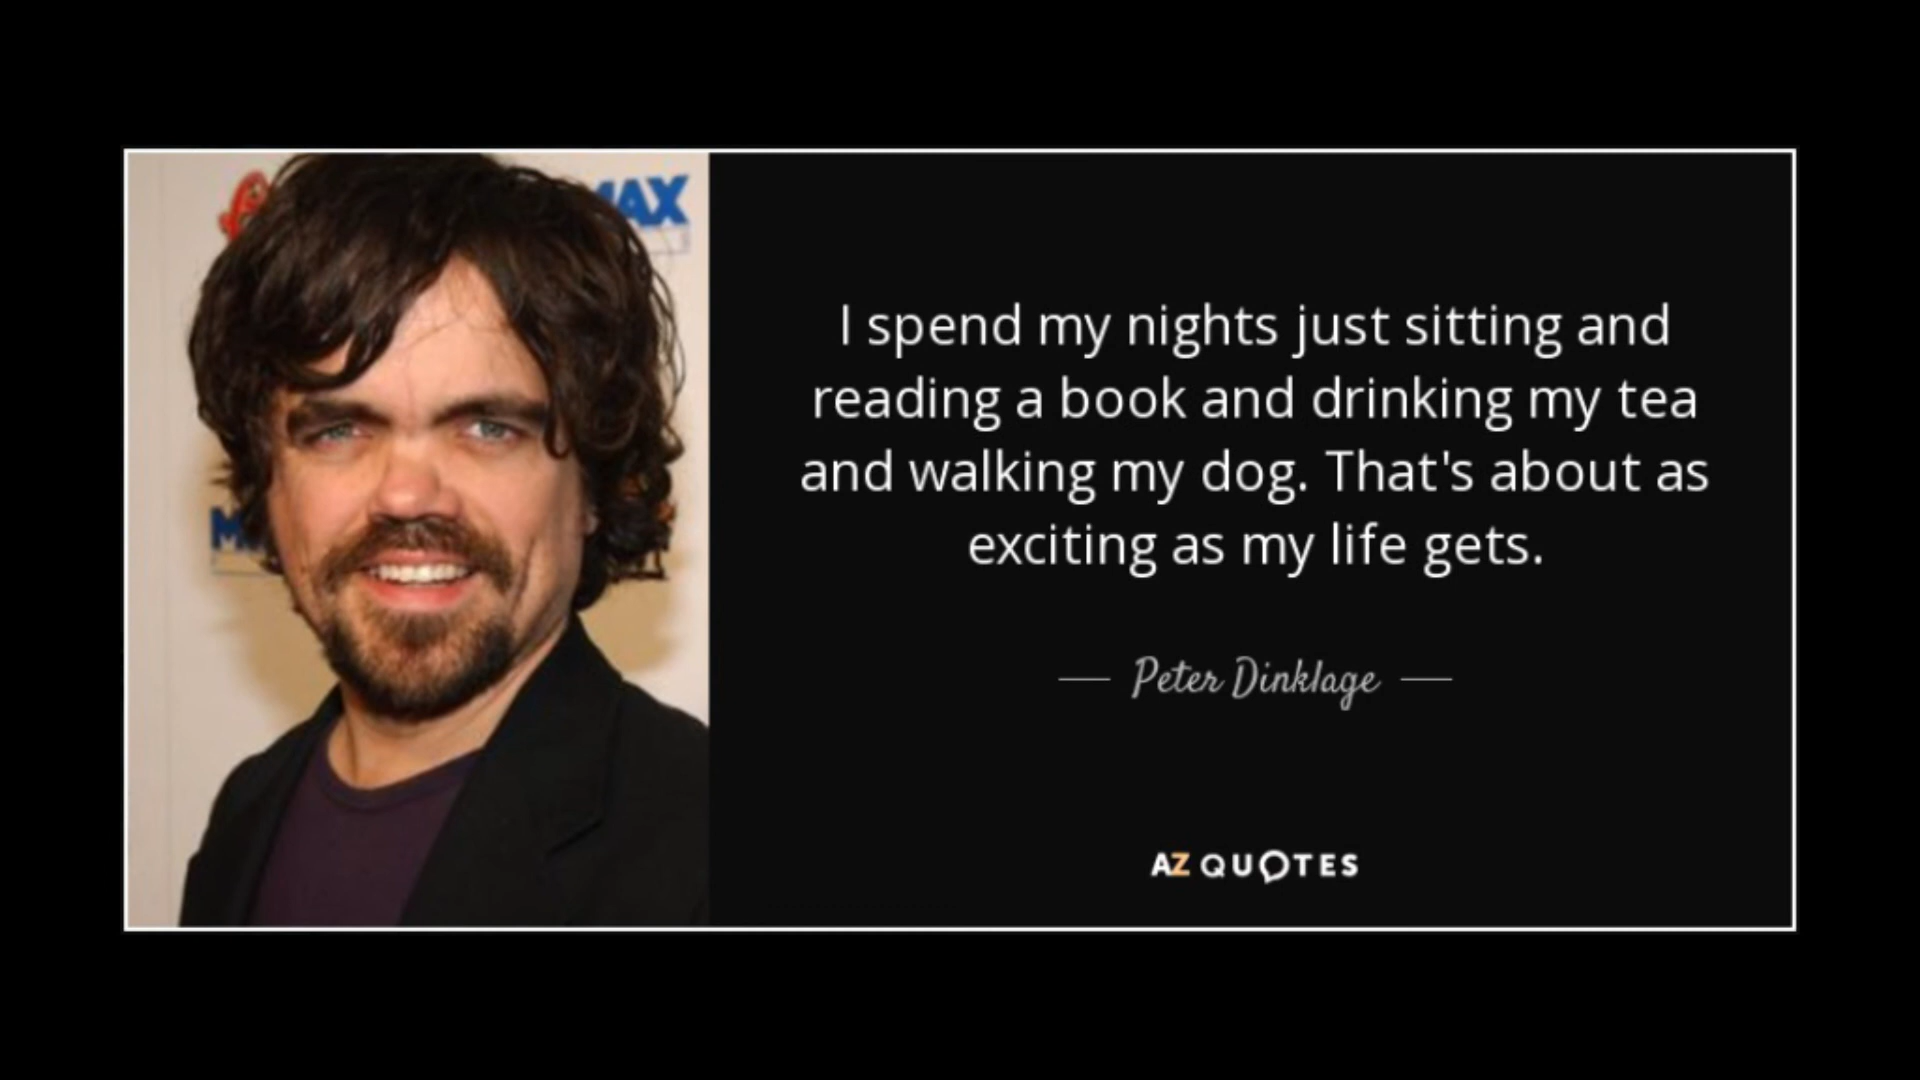 MAX
M
I spend my nights just sitting and
reading a book and drinking my tea
and walking my dog. That's about as
exciting as my life gets.
Peter Dinklage
AZ QUOTES